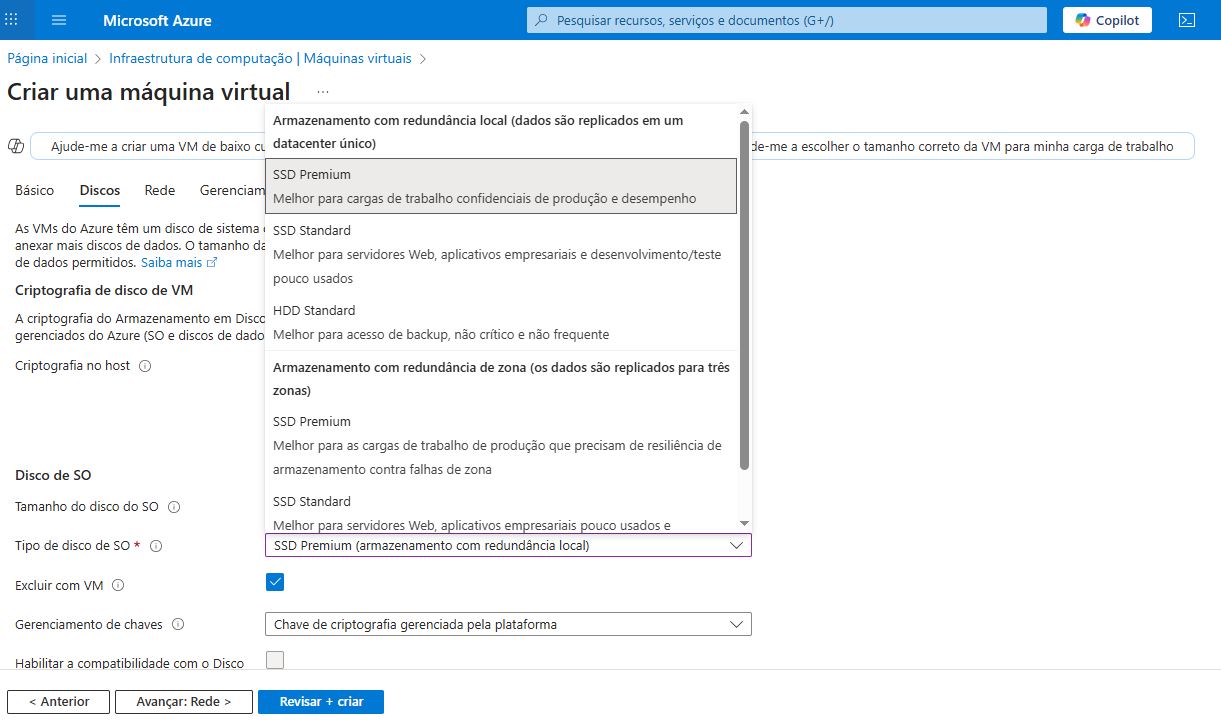 Microsoft Azure
Pesquisar recursos, serviços e documentos (G+/)
Copilot
Página inicial > Infraestrutura de computação | Máquinas virtuais >
Criar uma máquina virtual ...
Ajude-me a criar uma VM de baixo cu
de-me a escolher o tamanho correto da VM para minha carga de trabalho
Básico Discos Rede Gerenciam
As VMs do Azure têm um disco de sistema
anexar mais discos de dados. O tamanho da
de dados permitidos. Saiba mais
Criptografia de disco de VM
A criptografia do Armazenamento em Disco
gerenciados do Azure (SO e discos de dado
Criptografia no host
Armazenamento com redundância local (dados são replicados em um
datacenter único)
SSD Premium
Melhor para cargas de trabalho confidenciais de produção e desempenho
SSD Standard
Melhor para servidores Web, aplicativos empresariais e desenvolvimento/teste
pouco usados
HDD Standard
Melhor para acesso de backup, não crítico e não frequente
Armazenamento com redundância de zona (os dados são replicados para três
zonas)
SSD Premium
Melhor para as cargas de trabalho de produção que precisam de resiliência de
armazenamento contra falhas de zona
SSD Standard
Melhor para servidores Web, aplicativos empresariais pouco usados e
Disco de SO
Tamanho do disco do SO
Tipo de disco de SO *
SSD Premium (armazenamento com redundância local)
Excluir com VM
Gerenciamento de chaves
Chave de criptografia gerenciada pela plataforma
Habilitar a compatibilidade com o Disco
< Anterior
Avançar: Rede >
Revisar + criar